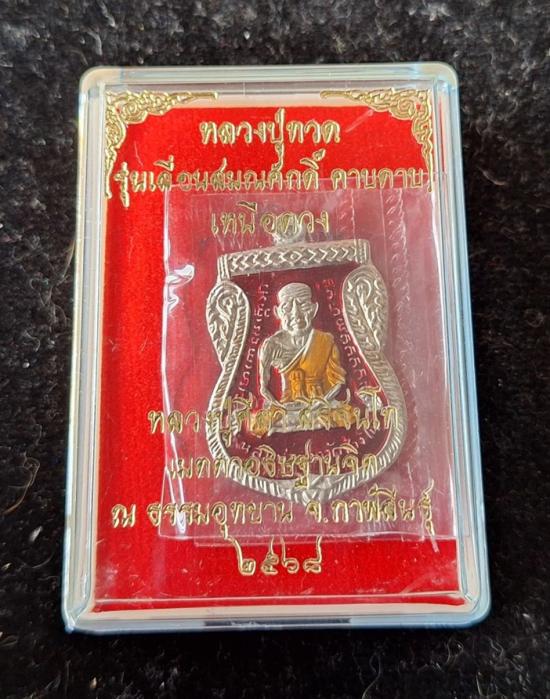 หลวงปู่ทวด
รุ่นเลื่อนสมณศักดิ์ คาบดาบ
เหนือดวง
หลวงปู่ศิลา สิริจันโท
เมตตาอธิษฐานจิต
ณ ธรรมอุทยาน จ.กาฬสินธุ์
๒๕๖๘